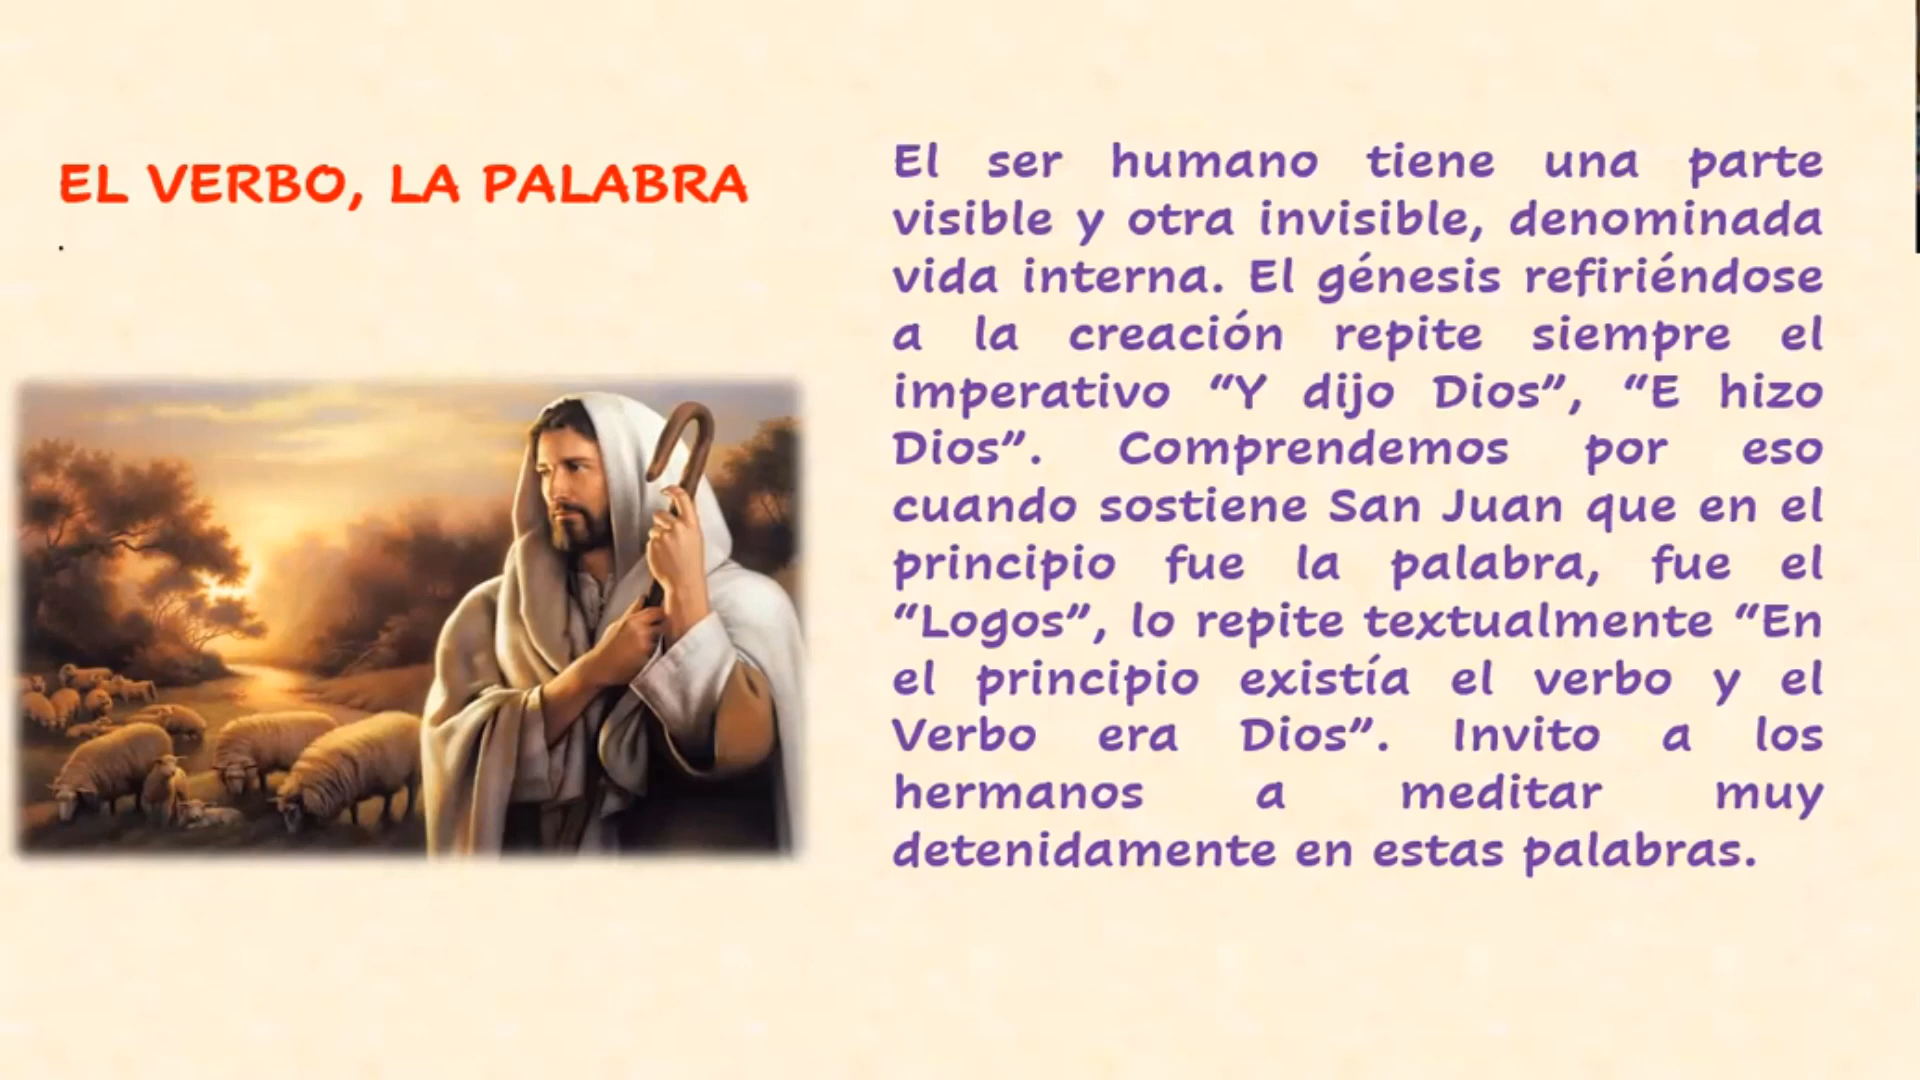 EL VERBO, LA PALABRA
.
El ser humano tiene una parte
visible y otra invisible, denominada
vida interna. El génesis refiriéndose
a la creación repite siempre el
imperativo “Y dijo Dios”, “E hizo
Dios”. Comprendemos por eso
cuando sostiene San Juan que en el
principio fue la palabra, fue el
“Logos”, lo repite textualmente “En
el principio existía el verbo y el
Verbo era Dios”. Invito a los
hermanos a meditar muy
detenidamente en estas palabras.